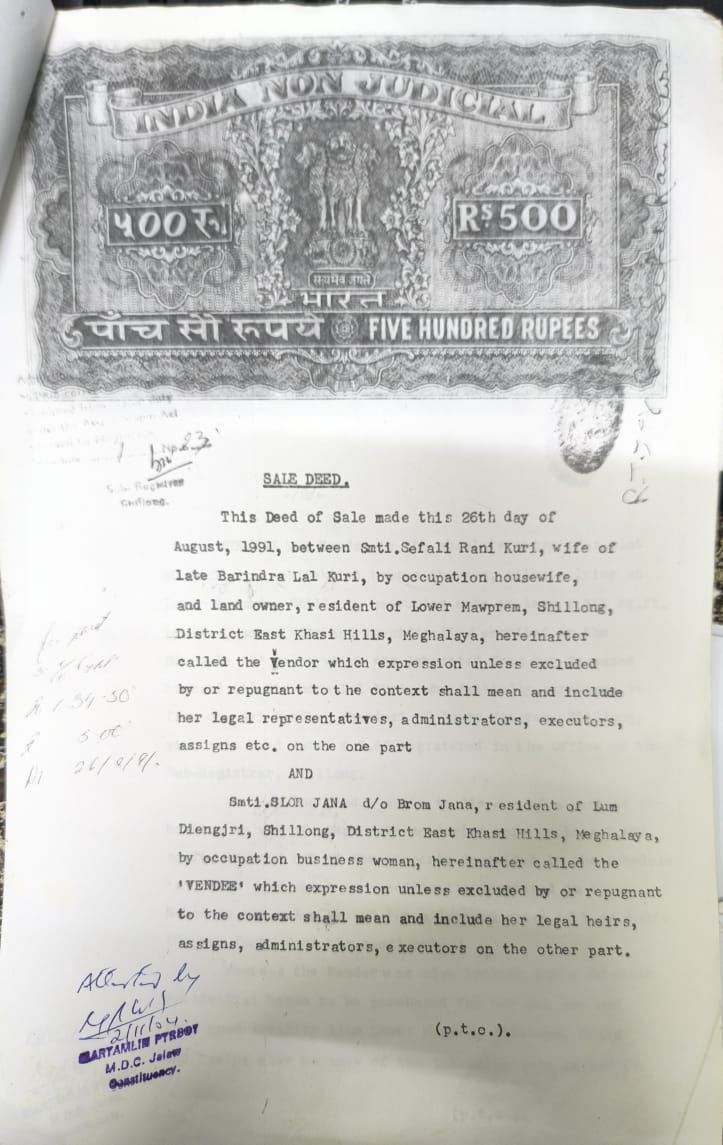 INDIA NON JUDICIAL
५०० रु.
RS. 500
सत्यमेव जयते
भारत
पाँच सौ रूपये
FIVE HUNDRED RUPEES
Shillong.
SALE DEED.
This Deed of Sale made this 26th day of
August, 1991, between Smti.Sefali Rani Kuri, wife of
late Barindra Lal Kuri, by occupation housewife,
and land owner, resident of Lower Mawprem, Shillong,
District East Khasi Hills, Meghalaya, hereinafter
called the Vendor which expression unless excluded
by or repugnant to the context shall mean and include
her legal representatives, administrators, executors,
assigns etc. on the one part
AND
Smti.SLOR JANA d/o Brom Jana, resident of Lum
Diengjri, Shillong, District East Khasi Hills, Meghalaya,
by occupation business woman, hereinafter called the
'VENDEE' which expression unless excluded by or repugnant
to the context shall mean and include her legal heirs,
assigns, administrators, executors on the other part.
(p.t.o.).
Attested by
2/11/04
M.D.C. Jaiaw
Constituency.